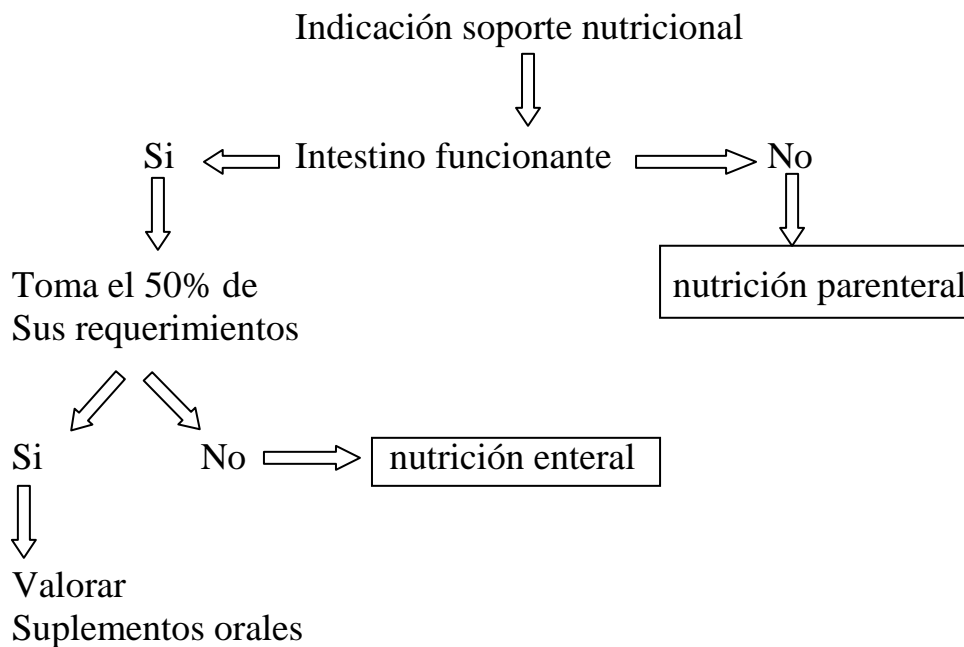 Indicación soporte nutricional
Si
Intestino funcionante
No
Toma el 50% de
Sus requerimientos
nutrición parenteral
Si
No
nutrición enteral
Valorar
Suplementos orales